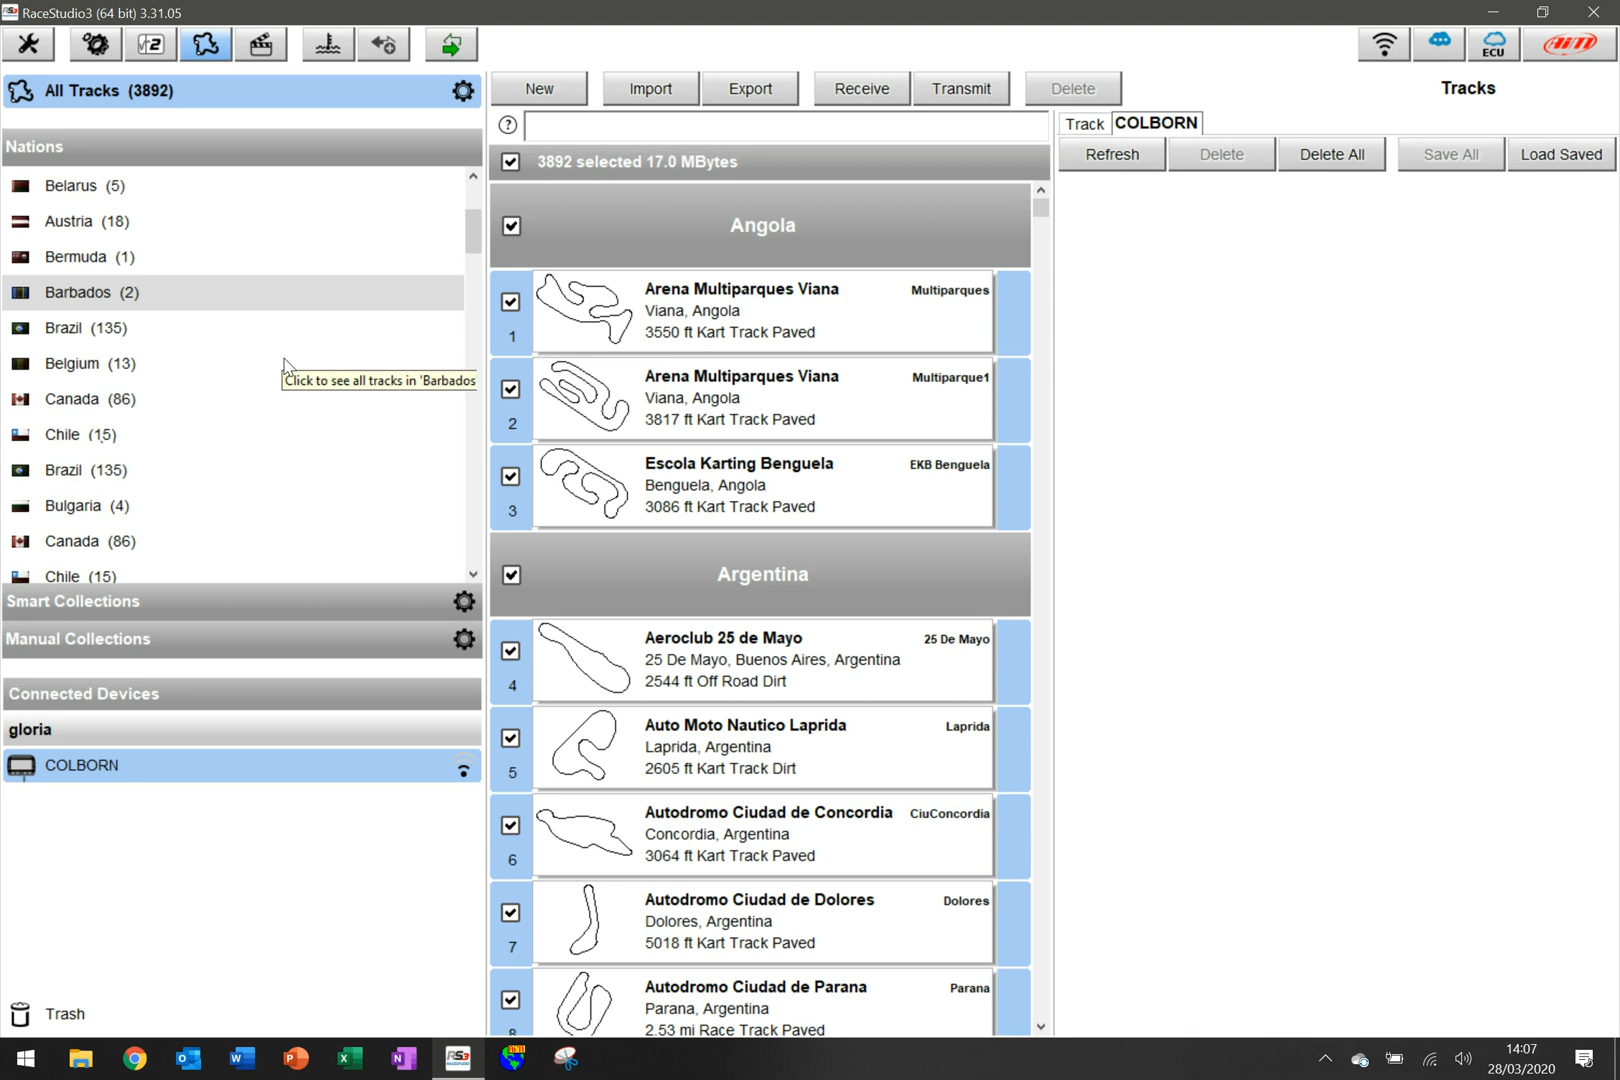 RaceStudio3 (64 bit) 3.31.05
ECU
AiM
All Tracks (3892)
Nations
Belarus (5)
Austria (18)
Bermuda (1)
Barbados (2)
Brazil (135)
Belgium (13)
Click to see all tracks in 'Barbados
Canada (86)
Chile (15)
Brazil (135)
Bulgaria (4)
Canada (86)
Chile (15)
Smart Collections
Manual Collections
Connected Devices
gloria
COLBORN
Trash
New
Import
Export
Receive
Transmit
Delete
3892 selected 17.0 MBytes
Angola
Arena Multiparques Viana
Multiparques
Viana, Angola
3550 ft Kart Track Paved
1
Arena Multiparques Viana
Multiparque1
Viana, Angola
3817 ft Kart Track Paved
2
Escola Karting Benguela
EKB Benguela
Benguela, Angola
3086 ft Kart Track Paved
3
Argentina
Aeroclub 25 de Mayo
25 De Mayo
25 De Mayo, Buenos Aires, Argentina
2544 ft Off Road Dirt
4
Auto Moto Nautico Laprida
Laprida
Laprida, Argentina
2605 ft Kart Track Dirt
5
Autodromo Ciudad de Concordia
CiuConcordia
Concordia, Argentina
3064 ft Kart Track Paved
6
Autodromo Ciudad de Dolores
Dolores
Dolores, Argentina
5018 ft Kart Track Paved
7
Autodromo Ciudad de Parana
Parana
Parana, Argentina
2.53 mi Race Track Paved
8
Tracks
Track
COLBORN
Refresh
Delete
Delete All
Save All
Load Saved
14:07
28/03/2020